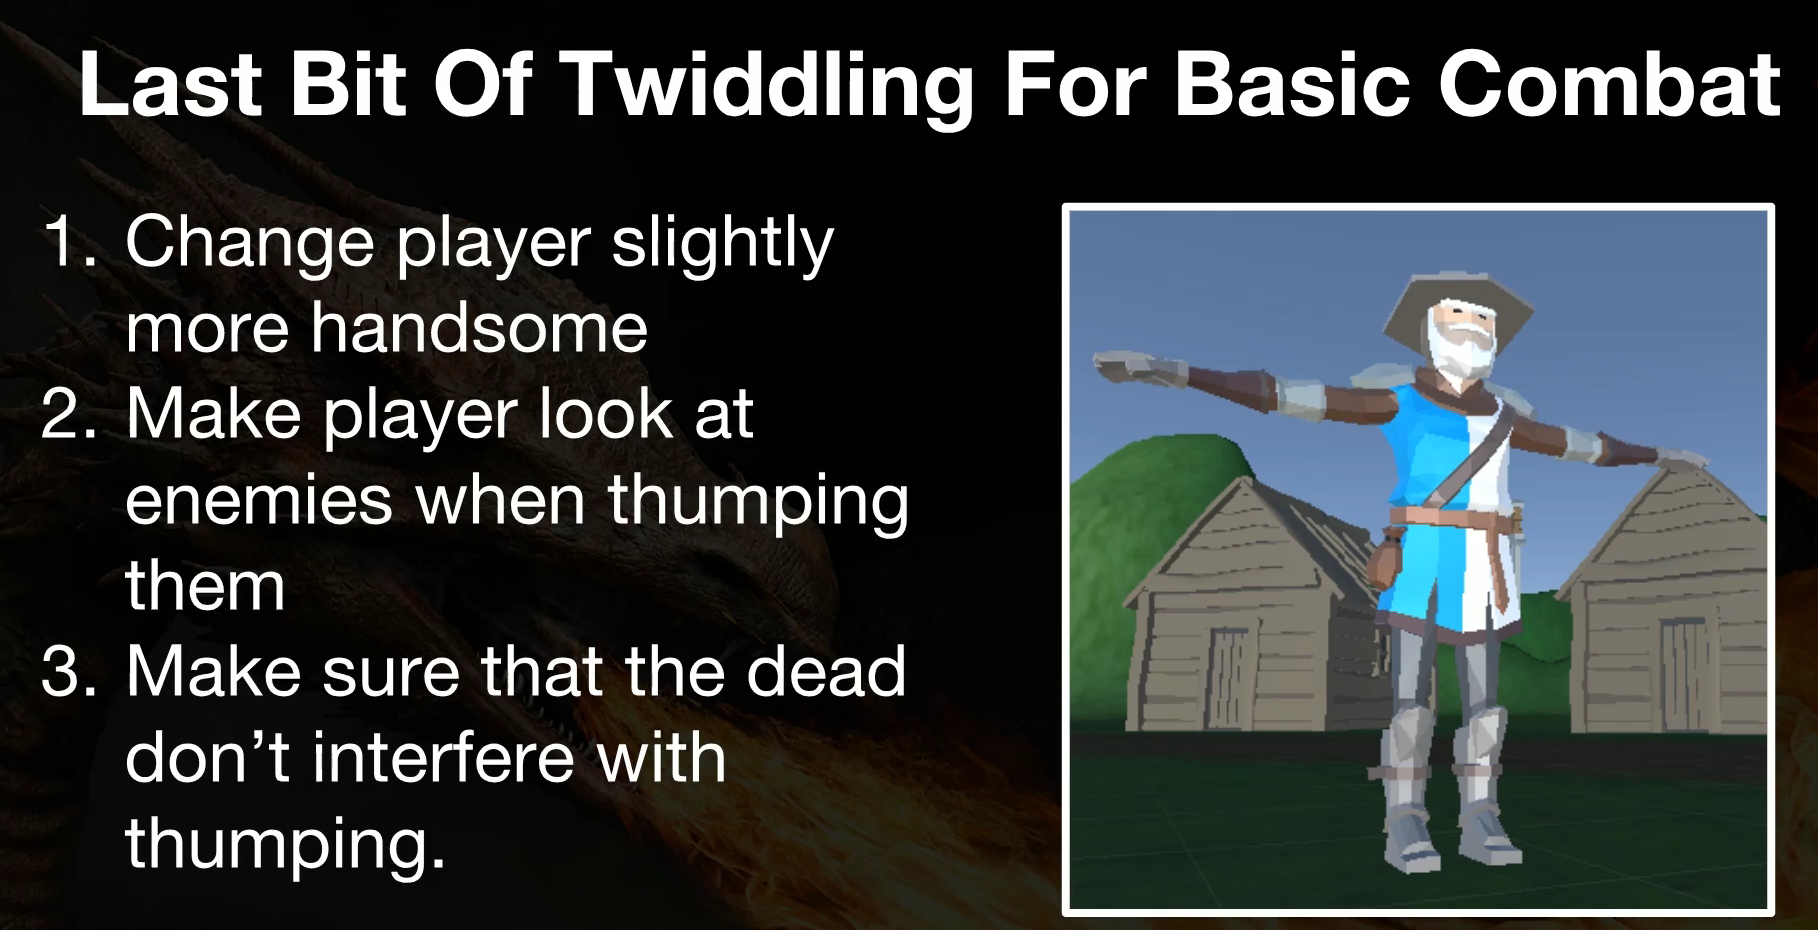 Last Bit Of Twiddling For Basic Combat
1. Change player slightly
more handsome
2. Make player look at
enemies when thumping
them
3. Make sure that the dead
don’t interfere with
thumping.